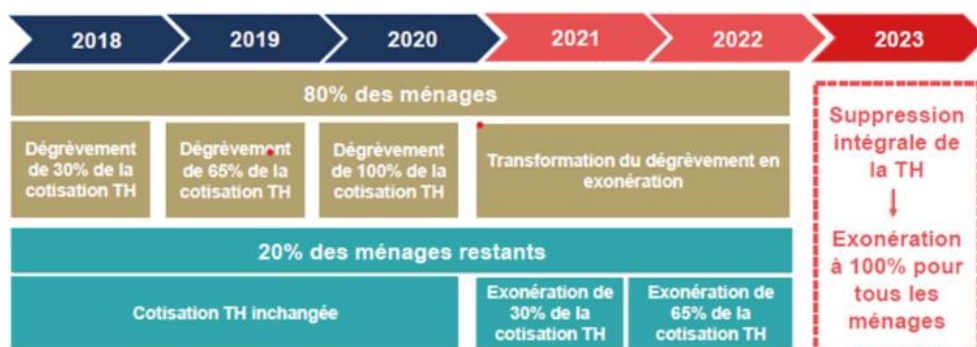 2018
2019
2020
2021
2022
2023
80% des ménages
Dégrèvement
de 30% de la
cotisation TH
Dégrèvement
de 65% de la
cotisation TH
Dégrèvement
de 100% de la
cotisation TH
Transformation du dégrèvement en
exonération
20% des ménages restants
Cotisation TH inchangée
Exonération de
30% de la
cotisation TH
Exonération de
65% de la
cotisation TH
Suppression
intégrale de
la TH
Exonération
à 100% pour
tous les
ménages